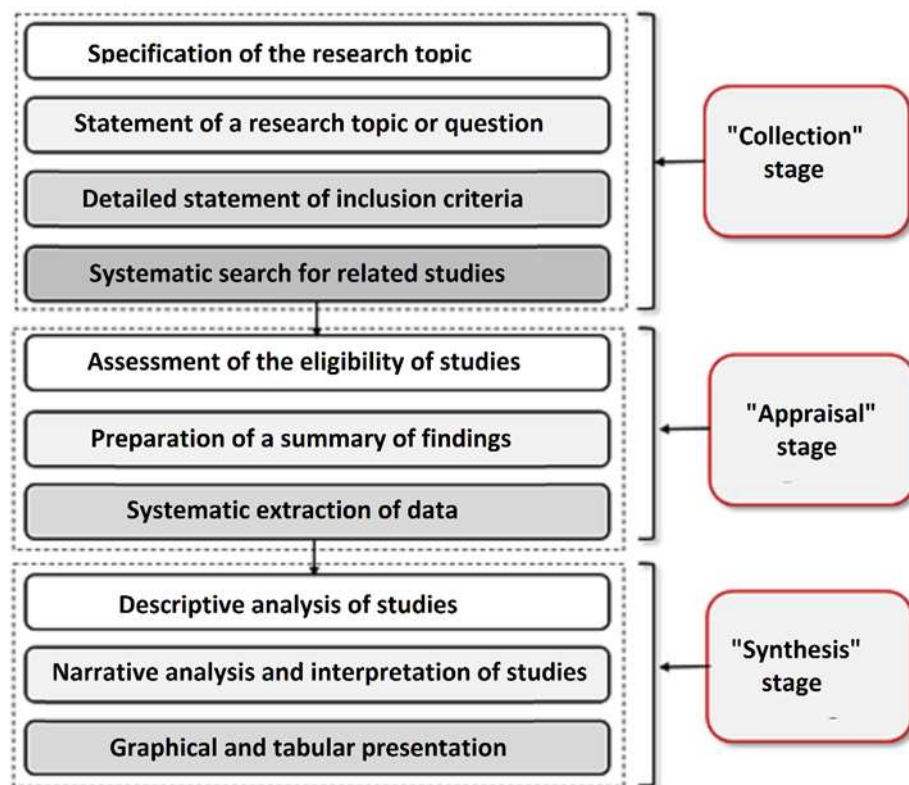 Specification of the research topic
Statement of a research topic or question
Detailed statement of inclusion criteria
Systematic search for related studies
"Collection"
stage
Assessment of the eligibility of studies
Preparation of a summary of findings
Systematic extraction of data
"Appraisal"
stage
Descriptive analysis of studies
Narrative analysis and interpretation of studies
Graphical and tabular presentation
"Synthesis"
stage